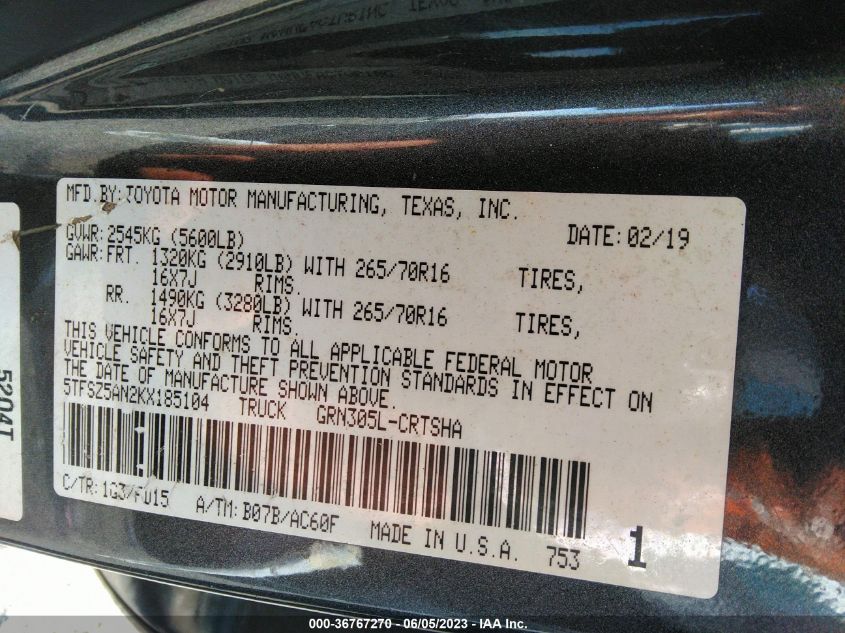 MFD.BY:TOYOTA MOTOR MANUFACTURING, TEXAS, INC.
DATE:02/19
GVWR:2545KG (5600LB)
GAWR:FRT. 1320KG (2910LB) WITH 265/70R16 TIRES,
16X7J RIMS.
RR. 1490KG (3280LB) WITH 265/70R16 TIRES,
16X7J RIMS.
THIS VEHICLE CONFORMS TO ALL APPLICABLE FEDERAL MOTOR
VEHICLE SAFETY AND THEFT PREVENTION STANDARDS IN EFFECT ON
THE DATE OF MANUFACTURE SHOWN ABOVE.
5TFSZ5AN2KX185104 TRUCK GRN305L-CRTSHA
C/TR:1G3/FD15 A/TM:B07B/AC60F MADE IN U.S.A. 753
1
5204T
000-36767270 - 06/05/2023 - IAA Inc.